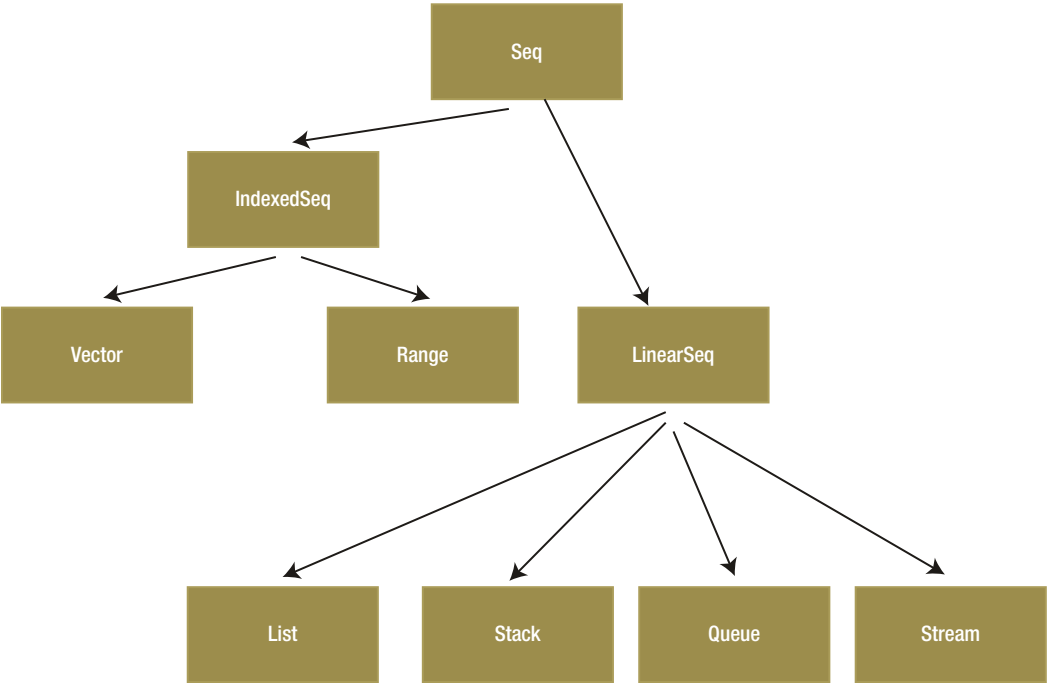 Seq
IndexedSeq
Vector
Range
LinearSeq
List
Stack
Queue
Stream